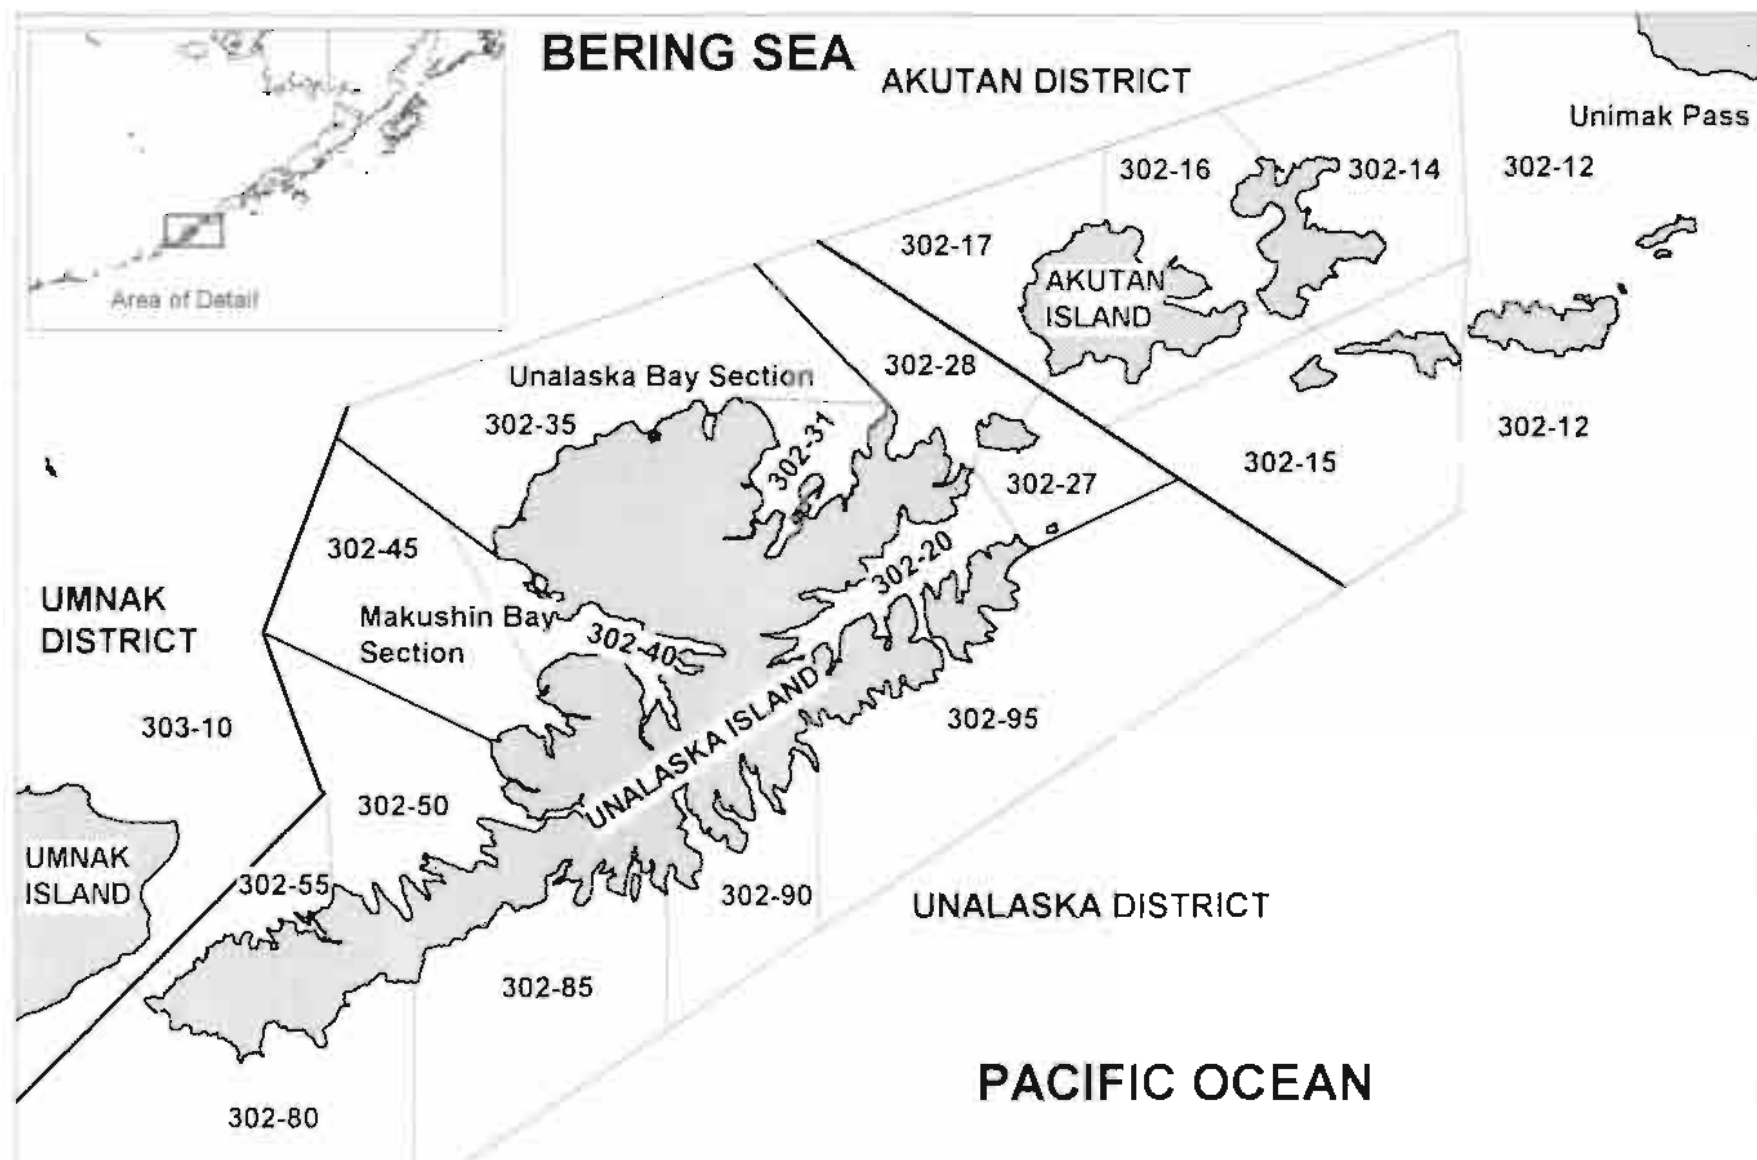 BERING SEA
AKUTAN DISTRICT
Unimak Pass
302-16
302-14
302-12
302-17
AKUTAN
ISLAND
Area of Detail
302-28
Unalaska Bay Section
302-35
302-31
302-12
302-15
302-27
302-45
302-20
UMNAK
DISTRICT
Makushin Bay
Section
302-40
UNALASKA ISLAND
302-95
303-10
302-50
UMNAK
ISLAND
302-55
302-90
UNALASKA DISTRICT
302-85
PACIFIC OCEAN
302-80